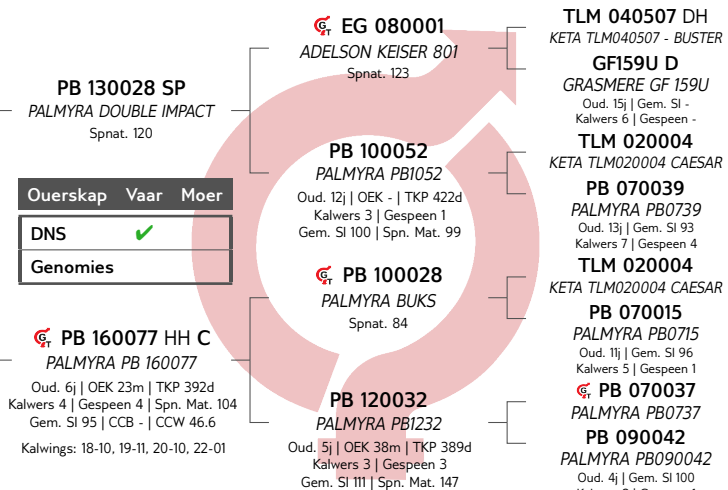 PB 130028 SP
PALMYRA DOUBLE IMPACT
Spnat. 120
Ouerskap Vaar Moer
DNS ✔
Genomies
GT PB 160077 HH C
PALMYRA PB 160077
Oud. 6j | OEK 23m | TKP 392d
Kalwers 4 | Gespeen 4 | Spn. Mat. 104
Gem. SI 95 | CCB - | CCW 46.6
Kalwings: 18-10, 19-11, 20-10, 22-01
GT EG 080001
ADELSON KEISER 801
Spnat. 123
PB 100052
PALMYRA PB1052
Oud. 12j | OEK - | TKP 422d
Kalwers 3 | Gespeen 1
Gem. SI 100 | Spn. Mat. 99
GT PB 100028
PALMYRA BUKS
Spnat. 84
PB 120032
PALMYRA PB1232
Oud. 5j | OEK 38m | TKP 389d
Kalwers 3 | Gespeen 3
Gem. SI 111 | Spn. Mat. 147
TLM 040507 DH
KETA TLM040507 - BUSTER
GF159U D
GRASMERE GF 159U
Oud. 15j | Gem. SI -
Kalwers 6 | Gespeen -
TLM 020004
KETA TLM020004 CAESAR
PB 070039
PALMYRA PB0739
Oud. 13j | Gem. SI 93
Kalwers 7 | Gespeen 4
TLM 020004
KETA TLM020004 CAESAR
PB 070015
PALMYRA PB0715
Oud. 11j | Gem. SI 96
Kalwers 5 | Gespeen 1
GT PB 070037
PALMYRA PB0737
PB 090042
PALMYRA PB090042
Oud. 4j | Gem. SI 100